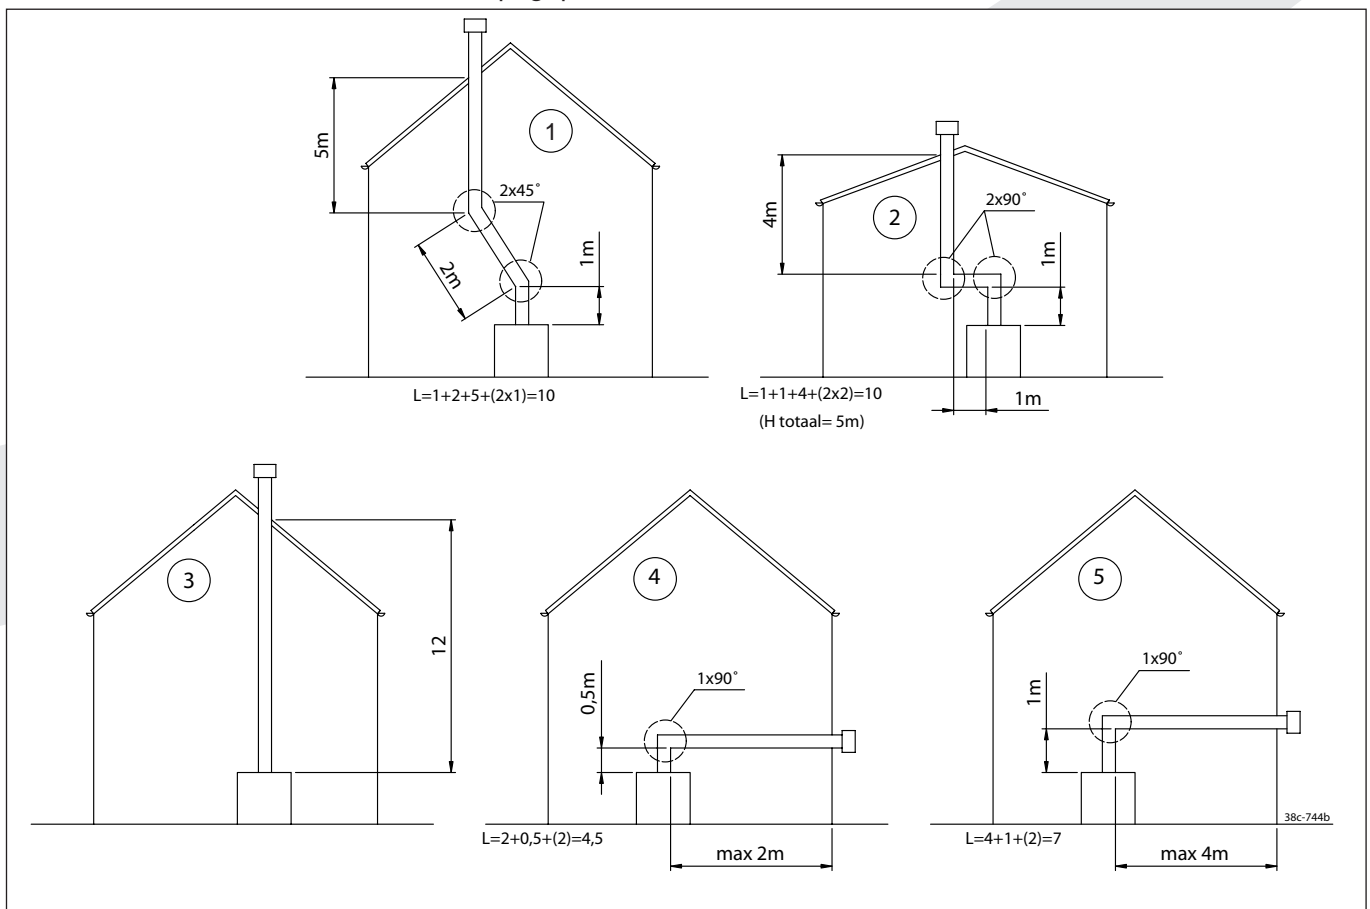 1
5m
2x45°
1m
2m
L=1+2+5+(2x1)=10
2
4m
2x90°
1m
L=1+1+4+(2x2)=10
(H totaal= 5m)
1m
3
12
4
0,5m
1x90°
L=2+0,5+(2)=4,5
max 2m
5
1m
1x90°
38c-744b
L=4+1+(2)=7
max 4m